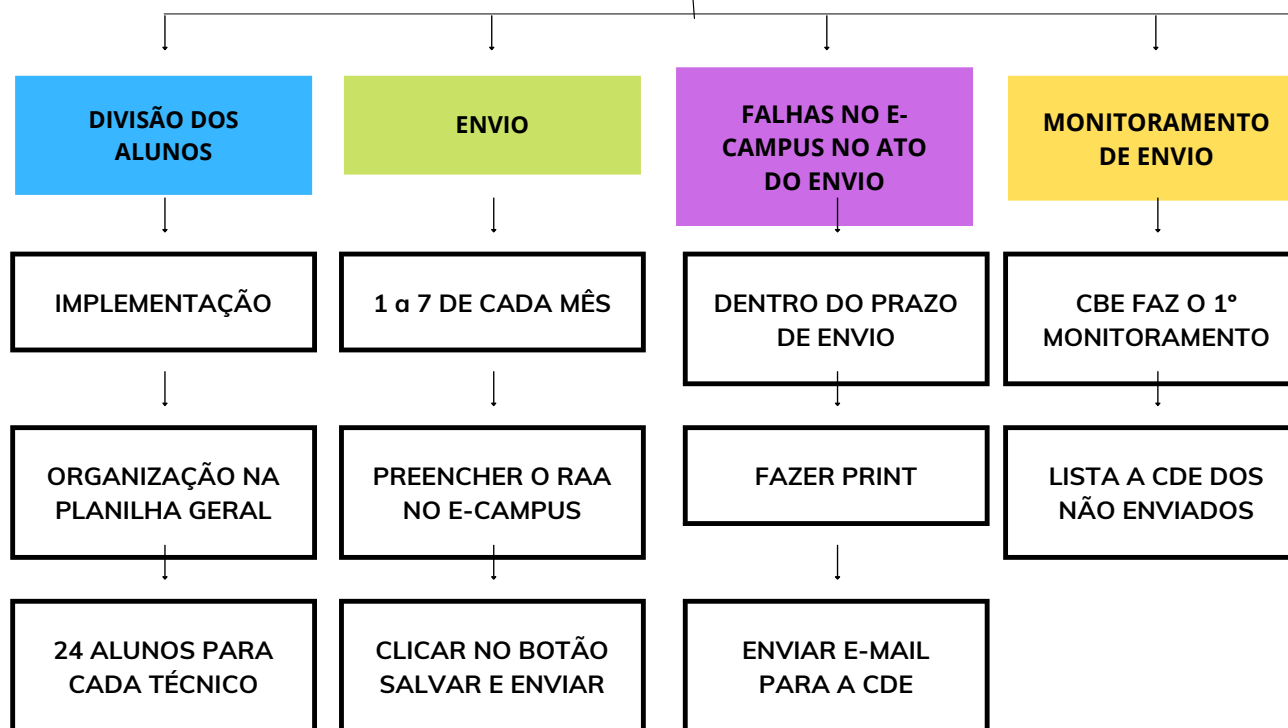 DIVISÃO DOS
ALUNOS
ENVIO
FALHAS NO E-
CAMPUS NO ATO
DO ENVIO
MONITORAMENTO
DE ENVIO
IMPLEMENTAÇÃO
1 a 7 DE CADA MÊS
DENTRO DO PRAZO
DE ENVIO
CBE FAZ O 1º
MONITORAMENTO
ORGANIZAÇÃO NA
PLANILHA GERAL
PREENCHER O RAA
NO E-CAMPUS
FAZER PRINT
LISTA A CDE DOS
NÃO ENVIADOS
24 ALUNOS PARA
CADA TÉCNICO
CLICAR NO BOTÃO
SALVAR E ENVIAR
ENVIAR E-MAIL
PARA A CDE